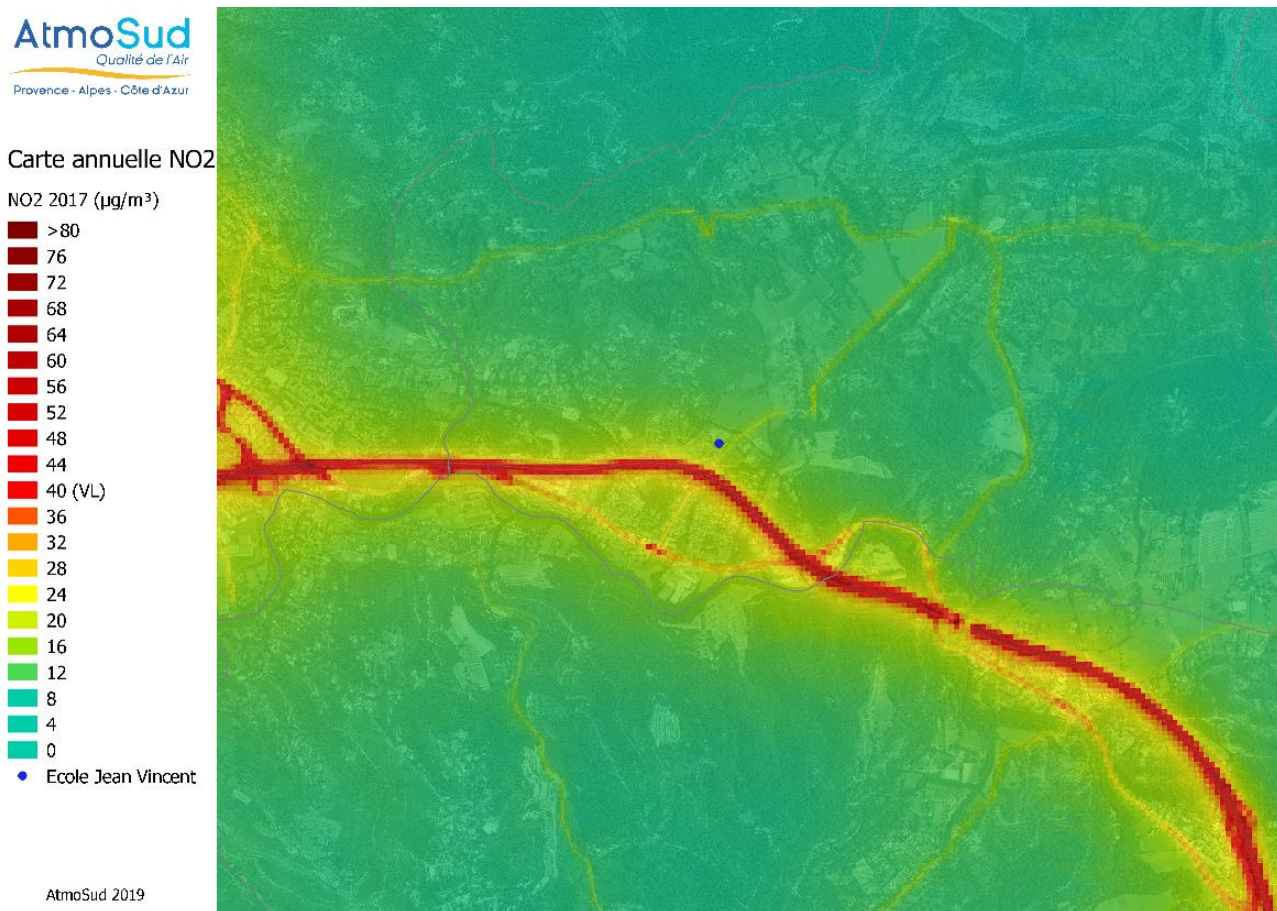 AtmoSud
Qualité de l'Air
Provence - Alpes - Côte d'Azur
Carte annuelle NO2
NO2 2017 (µg/m³)
>80
76
72
68
64
60
56
52
48
44
40 (VL)
36
32
28
24
20
16
12
8
4
0
Ecole Jean Vincent
AtmoSud 2019